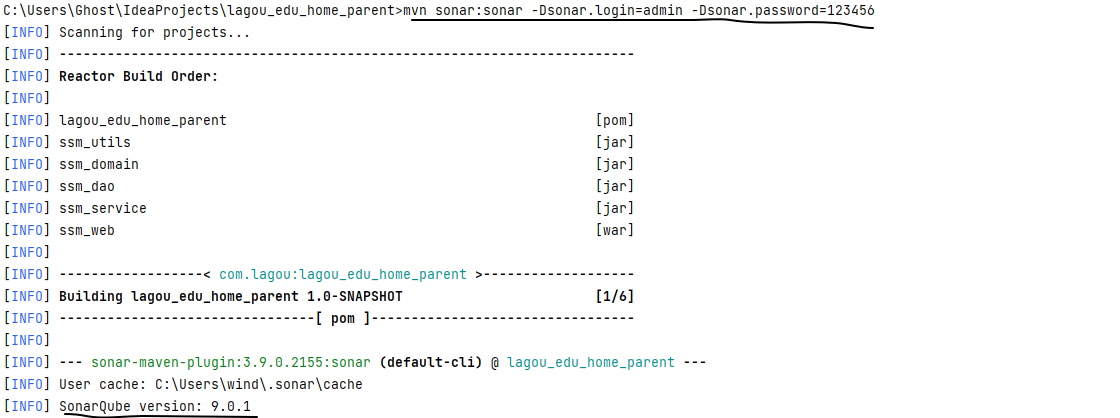 C:\Users\Ghost\IdeaProjects\lagou_edu_home_parent>mvn sonar:sonar -Dsonar.login=admin -Dsonar.password=123456
[INFO] Scanning for projects...
[INFO] ------------------------------------------------------------------------
[INFO] Reactor Build Order:
[INFO]
[INFO] lagou_edu_home_parent                                              [pom]
[INFO] ssm_utils                                                          [jar]
[INFO] ssm_domain                                                         [jar]
[INFO] ssm_dao                                                            [jar]
[INFO] ssm_service                                                        [jar]
[INFO] ssm_web                                                            [war]
[INFO]
[INFO] ------------------< com.lagou:lagou_edu_home_parent >-------------------
[INFO] Building lagou_edu_home_parent 1.0-SNAPSHOT                        [1/6]
[INFO] --------------------------------[ pom ]---------------------------------
[INFO]
[INFO] --- sonar-maven-plugin:3.9.0.2155:sonar (default-cli) @ lagou_edu_home_parent ---
[INFO] User cache: C:\Users\wind\.sonar\cache
[INFO] SonarQube version: 9.0.1